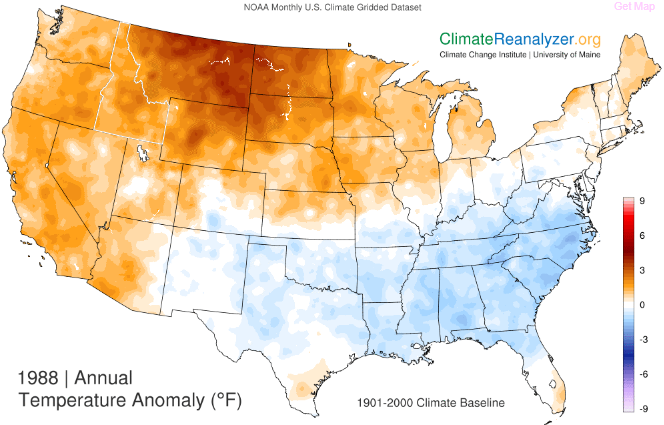 NOAA Monthly U.S. Climate Gridded Dataset
Get Map
ClimateReanalyzer.org
Climate Change Institute | University of Maine
9
6
3
0
-3
-6
-9
1988 | Annual
Temperature Anomaly (°F)
1901-2000 Climate Baseline